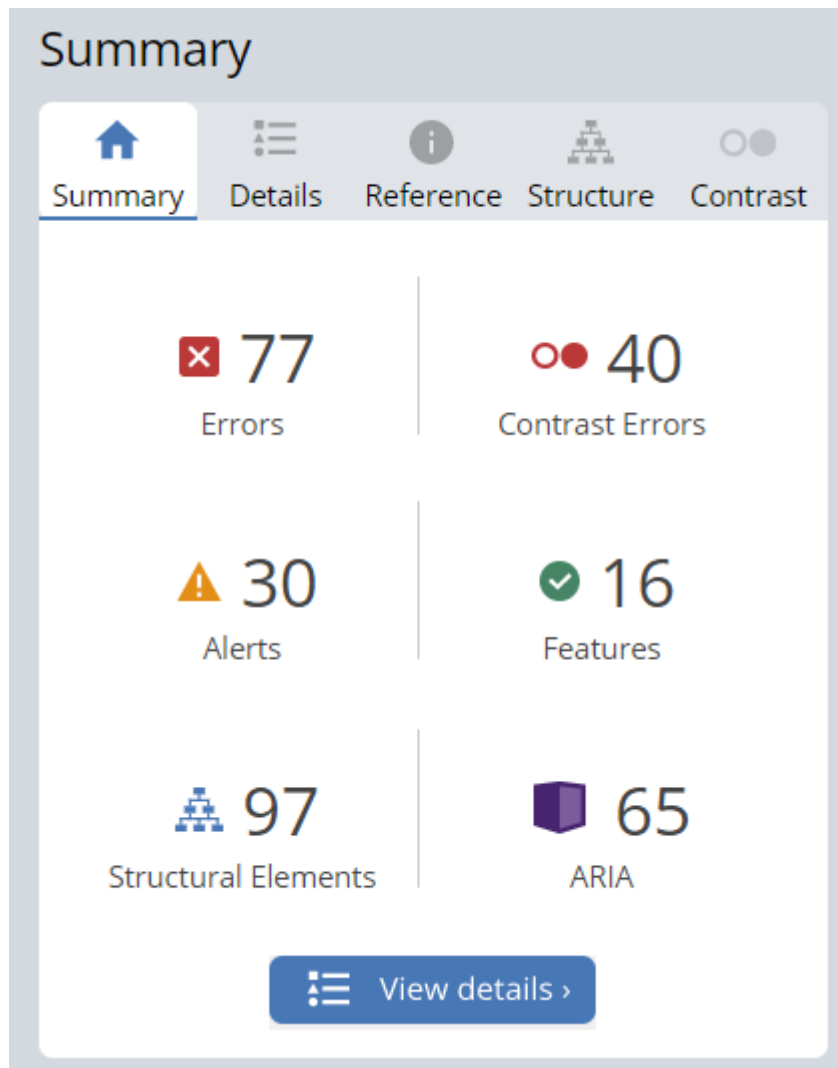 Summary
Summary Details Reference Structure Contrast
77 40
Errors Contrast Errors
30 16
Alerts Features
97 65
Structural Elements ARIA
View details ›